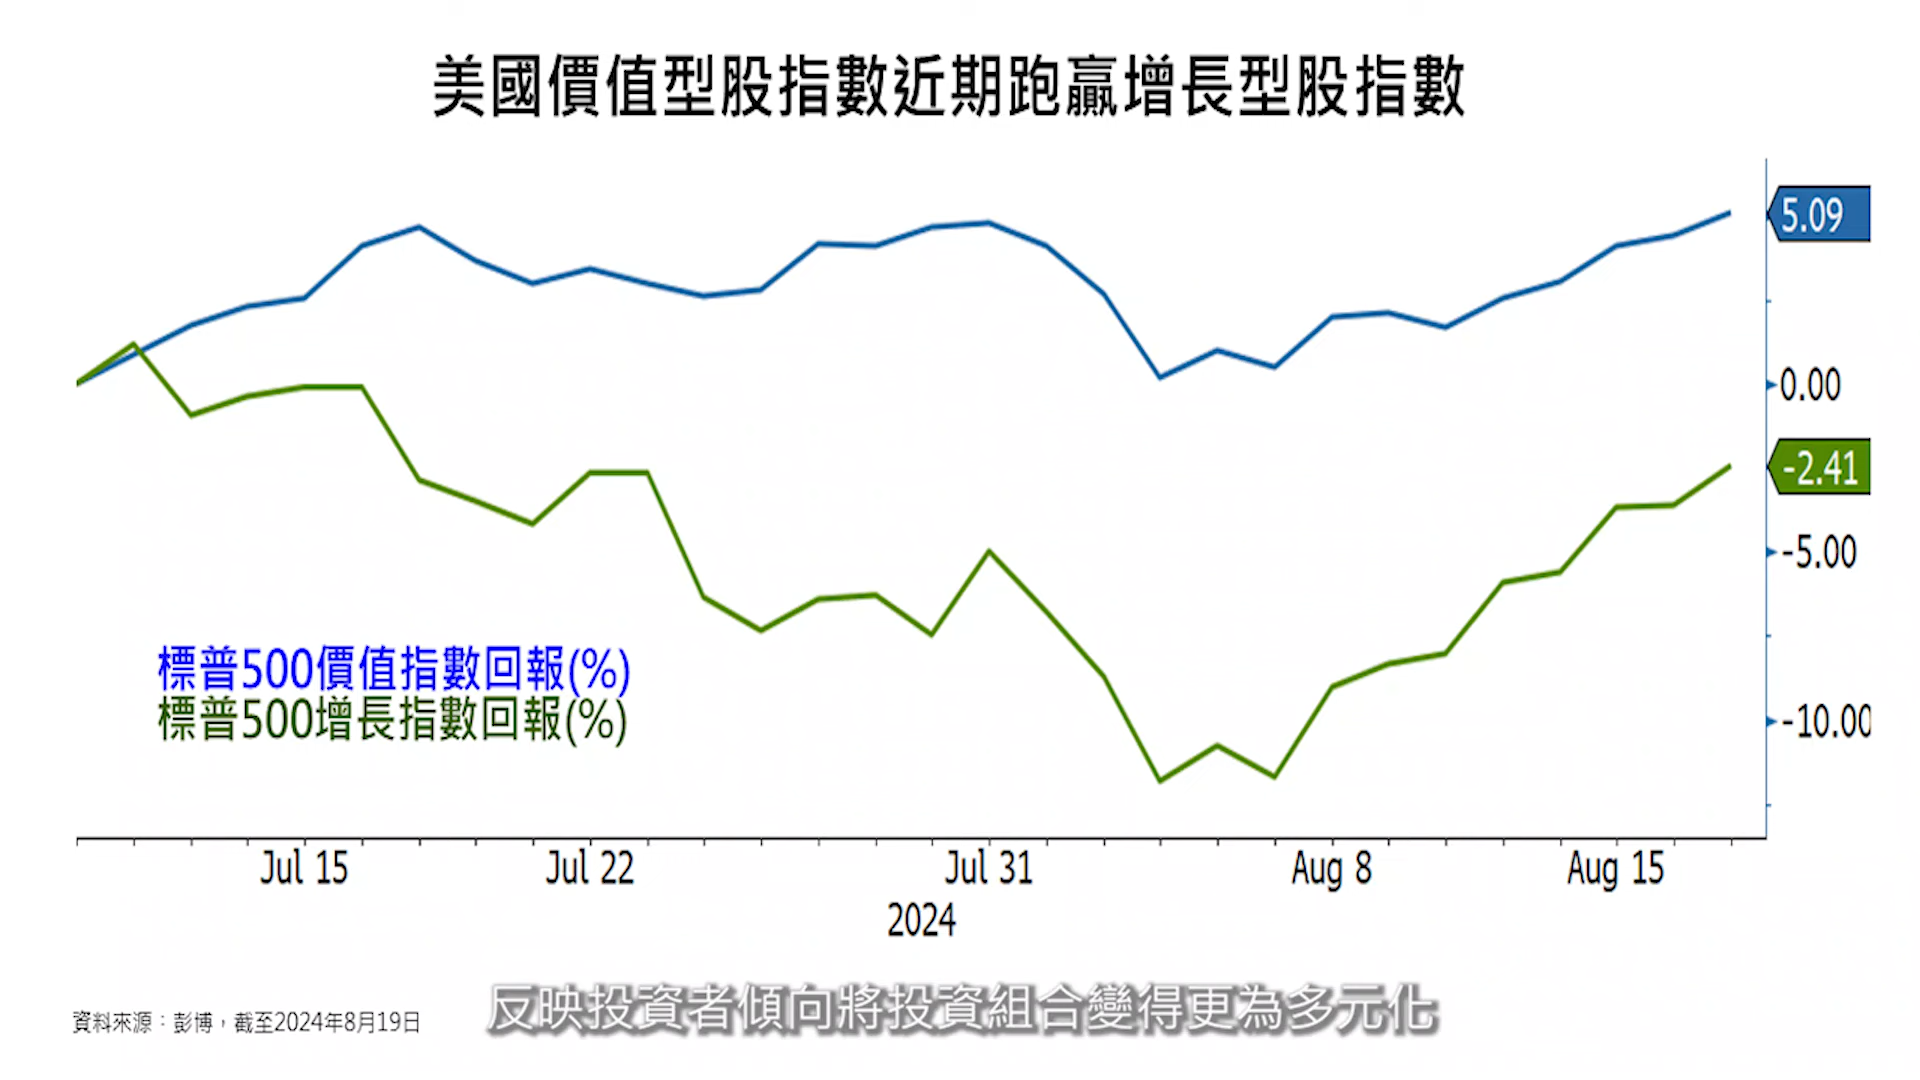 美國價值型股指數近期跑贏增長型股指數
5.09
0.00
-2.41
-5.00
-10.00
標普500價值指數回報(%)
標普500增長指數回報(%)
Jul 15 Jul 22 Jul 31 Aug 8 Aug 15
2024
資料來源：彭博，截至2024年8月19日
反映投資者傾向將投資組合變得更為多元化